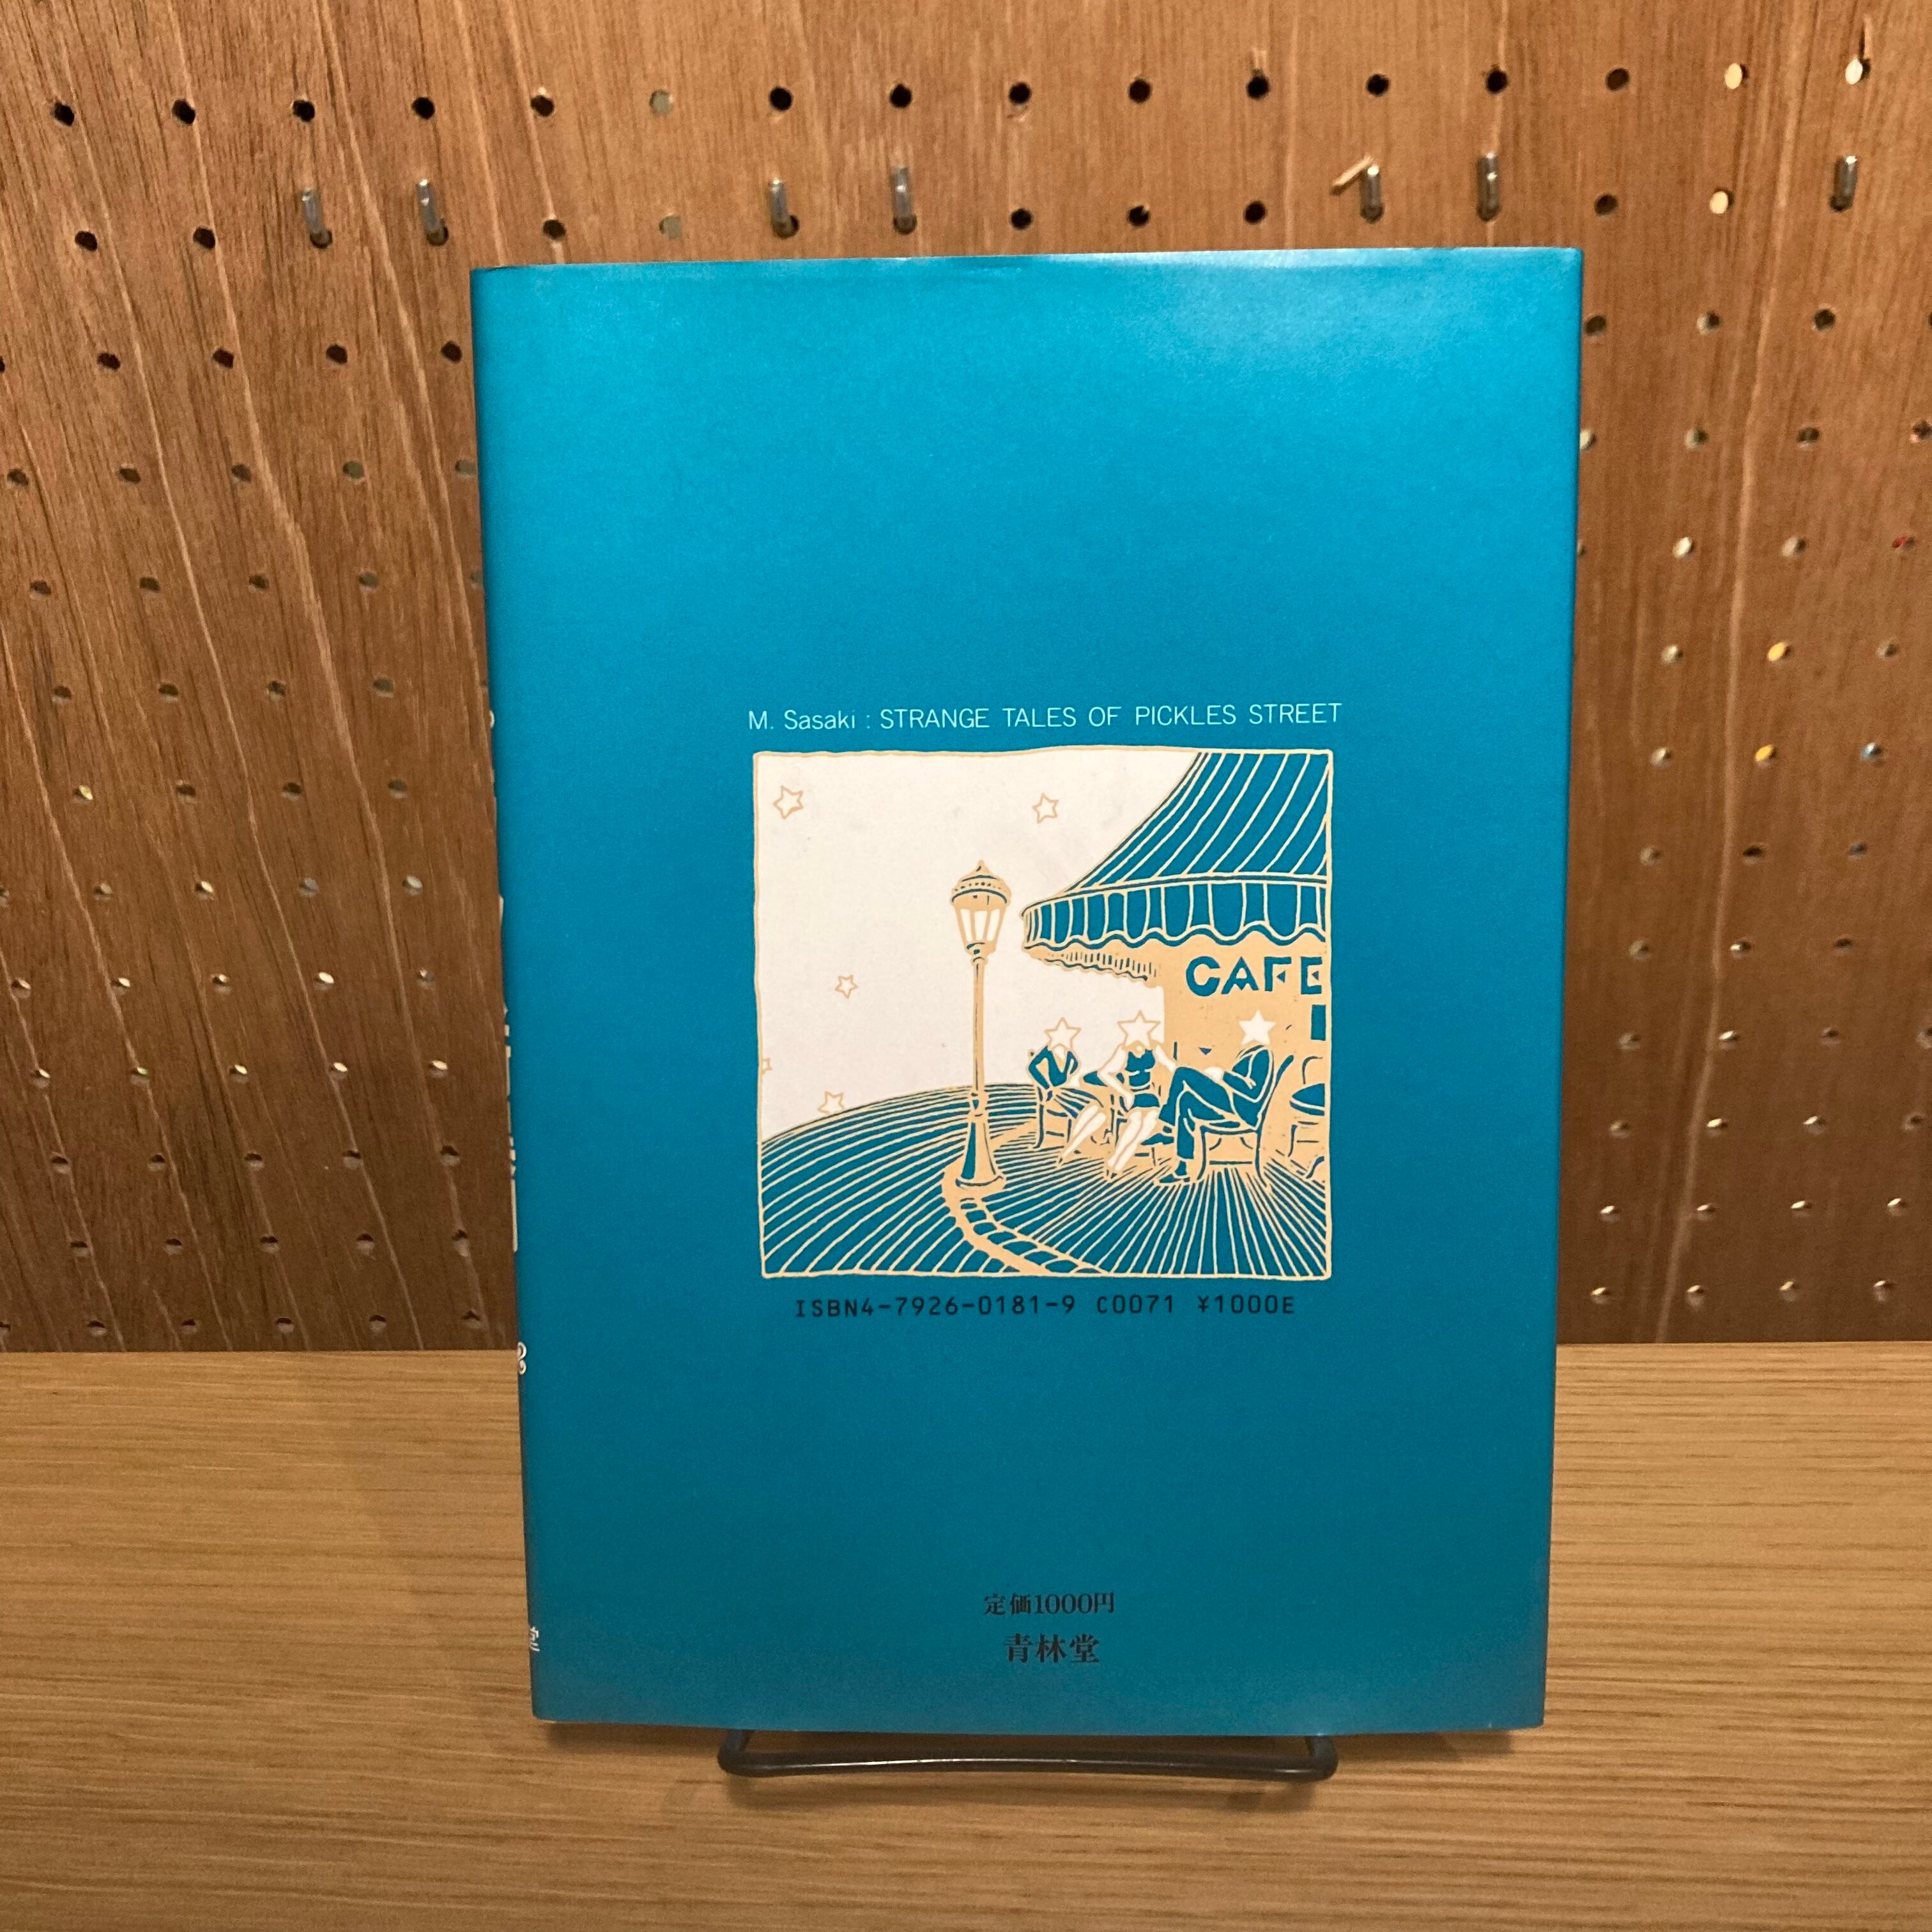 M. Sasaki : STRANGE TALES OF PICKLES STREET
CAFE
ISBN4-7926-0181-9 C0071 ¥1000E
定価1000円
青林堂
堂